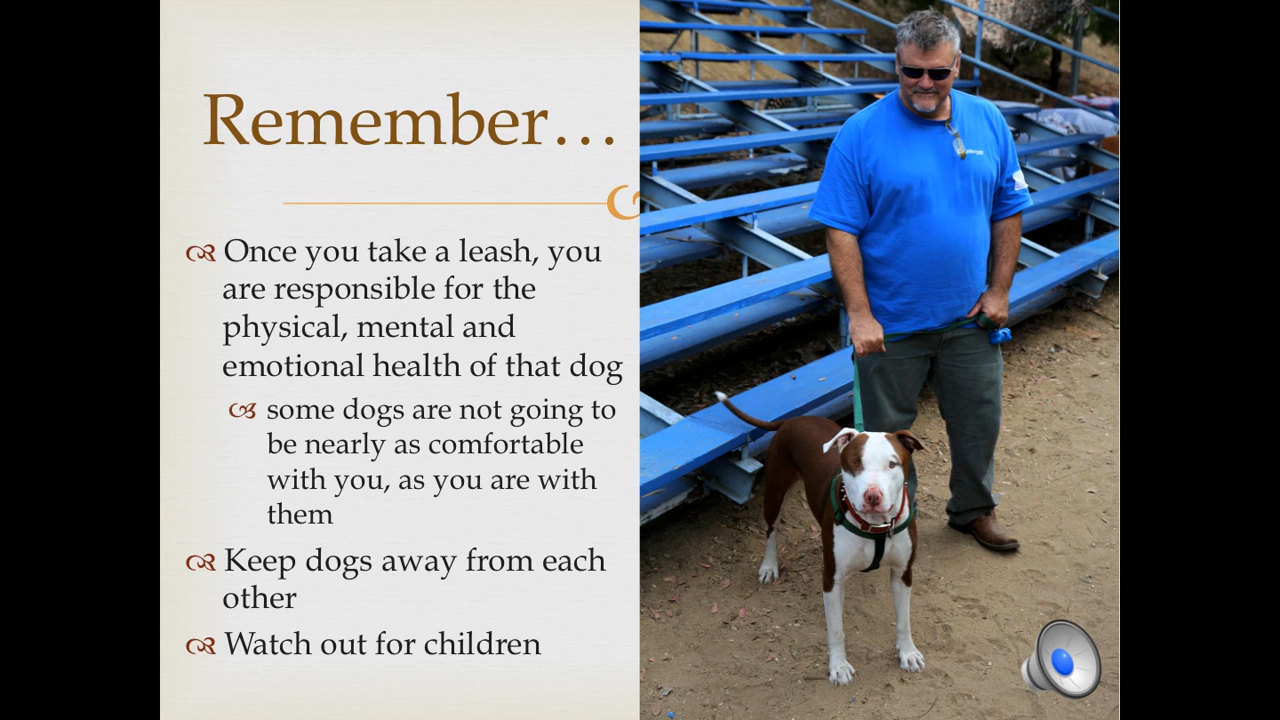 Remember…
Once you take a leash, you
are responsible for the
physical, mental and
emotional health of that dog
some dogs are not going to
be nearly as comfortable
with you, as you are with
them
Keep dogs away from each
other
Watch out for children